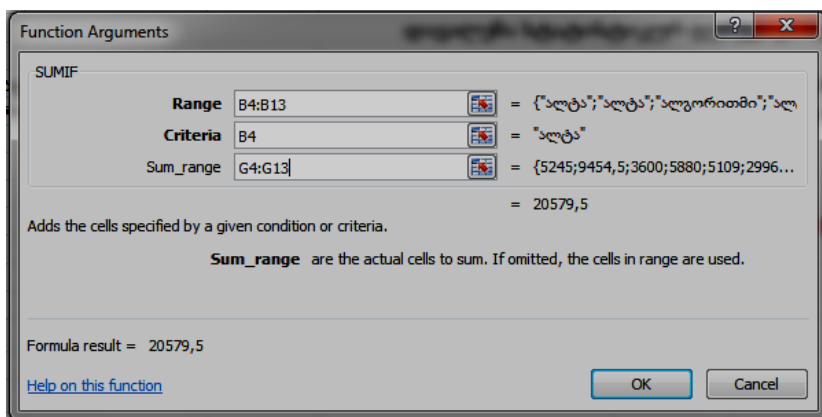 Function Arguments
SUMIF
Range B4:B13 = {"ალტა";"ალტა";"ალგორითმი";"ალ
Criteria B4 = "ალტა"
Sum_range G4:G13 = {5245;9454,5;3600;5880;5109;2996...
= 20579,5
Adds the cells specified by a given condition or criteria.
Sum_range are the actual cells to sum. If omitted, the cells in range are used.
Formula result = 20579,5
Help on this function
OK Cancel